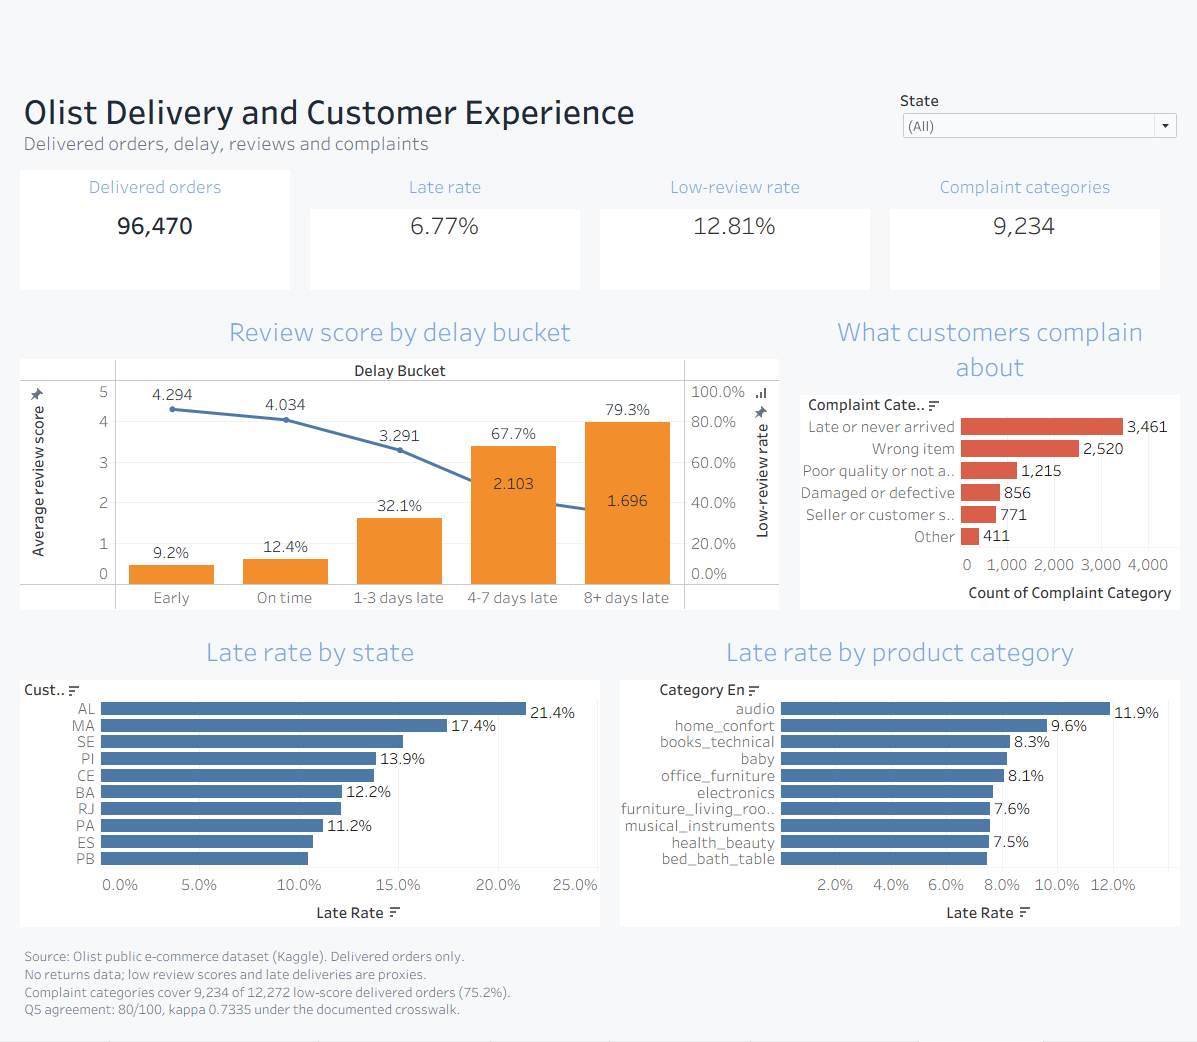 Olist Delivery and Customer Experience
Delivered orders, delay, reviews and complaints
State
(All)
Delivered orders
96,470
Late rate
6.77%
Low-review rate
12.81%
Complaint categories
9,234
Review score by delay bucket
Delay Bucket
Average review score
5
4
3
2
1
0
4.294
4.034
3.291
2.103
1.696
9.2%
12.4%
32.1%
67.7%
79.3%
100.0%
80.0%
60.0%
40.0%
20.0%
0.0%
Low-review rate
Early
On time
1-3 days late
4-7 days late
8+ days late
What customers complain
about
Complaint Cate..
Late or never arrived 3,461
Wrong item 2,520
Poor quality or not a.. 1,215
Damaged or defective 856
Seller or customer s.. 771
Other 411
0 1,000 2,000 3,000 4,000
Count of Complaint Category
Late rate by state
Cust..
AL 21.4%
MA 17.4%
SE
PI 13.9%
CE
BA 12.2%
RJ
PA 11.2%
ES
PB
0.0% 5.0% 10.0% 15.0% 20.0% 25.0%
Late Rate
Late rate by product category
Category En
audio 11.9%
home_confort 9.6%
books_technical 8.3%
baby
office_furniture 8.1%
electronics
furniture_living_roo.. 7.6%
musical_instruments
health_beauty 7.5%
bed_bath_table
2.0% 4.0% 6.0% 8.0% 10.0% 12.0%
Late Rate
Source: Olist public e-commerce dataset (Kaggle). Delivered orders only.
No returns data; low review scores and late deliveries are proxies.
Complaint categories cover 9,234 of 12,272 low-score delivered orders (75.2%).
Q5 agreement: 80/100, kappa 0.7335 under the documented crosswalk.